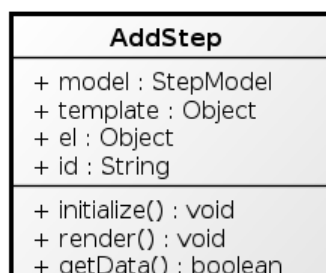 AddStep
+ model : StepModel
+ template : Object
+ el : Object
+ id : String
+ initialize() : void
+ render() : void
+ getData() : boolean